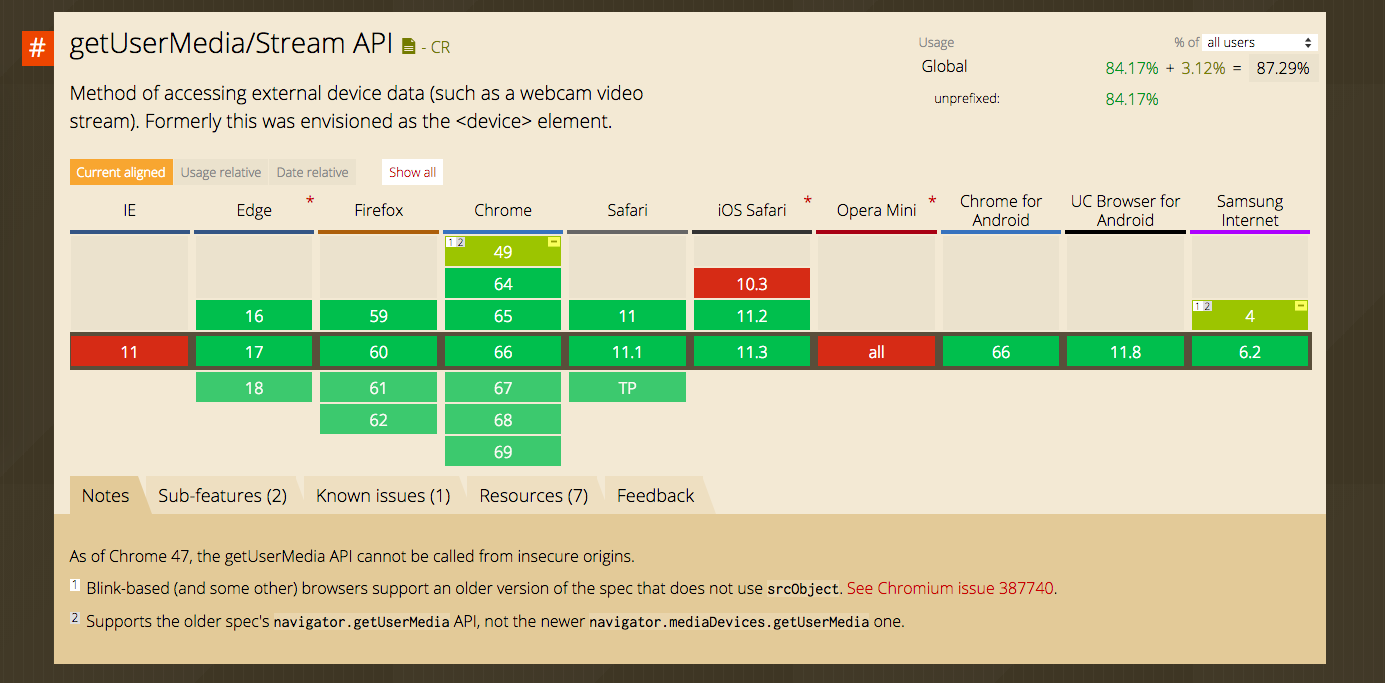 #
getUserMedia/Stream API - CR
Usage % of all users
Global 84.17% + 3.12% = 87.29%
unprefixed: 84.17%
Method of accessing external device data (such as a webcam video
stream). Formerly this was envisioned as the <device> element.
Current aligned Usage relative Date relative Show all
IE Edge * Firefox Chrome Safari iOS Safari * Opera Mini * Chrome for Android UC Browser for Android Samsung Internet
1 2 49 -
64
10.3
16 59 65 11 11.2 1 2 4 -
11 17 60 66 11.1 11.3 all 66 11.8 6.2
18 61 67 TP
62 68
69
Notes Sub-features (2) Known issues (1) Resources (7) Feedback
As of Chrome 47, the getUserMedia API cannot be called from insecure origins.
1 Blink-based (and some other) browsers support an older version of the spec that does not use srcObject. See Chromium issue 387740.
2 Supports the older spec's navigator.getUserMedia API, not the newer navigator.mediaDevices.getUserMedia one.